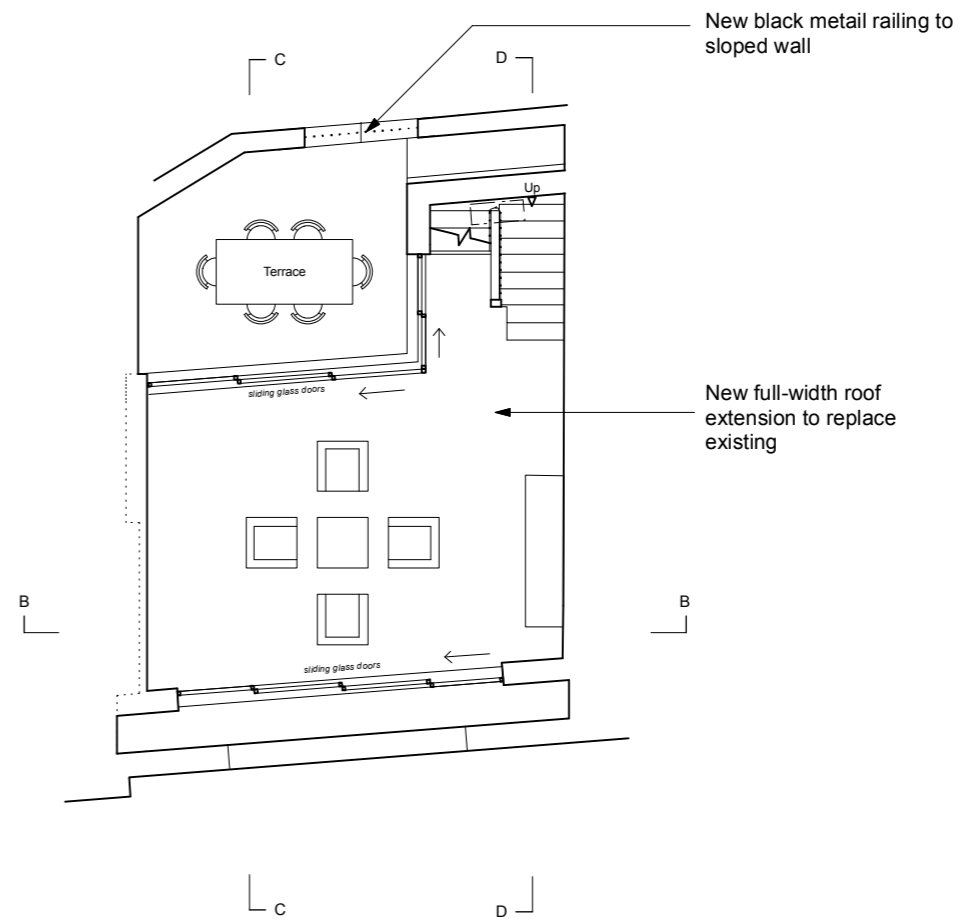 New black metail railing to
sloped wall
C
D
Up
Terrace
sliding glass doors
New full-width roof
extension to replace
existing
B
B
sliding glass doors
C
D